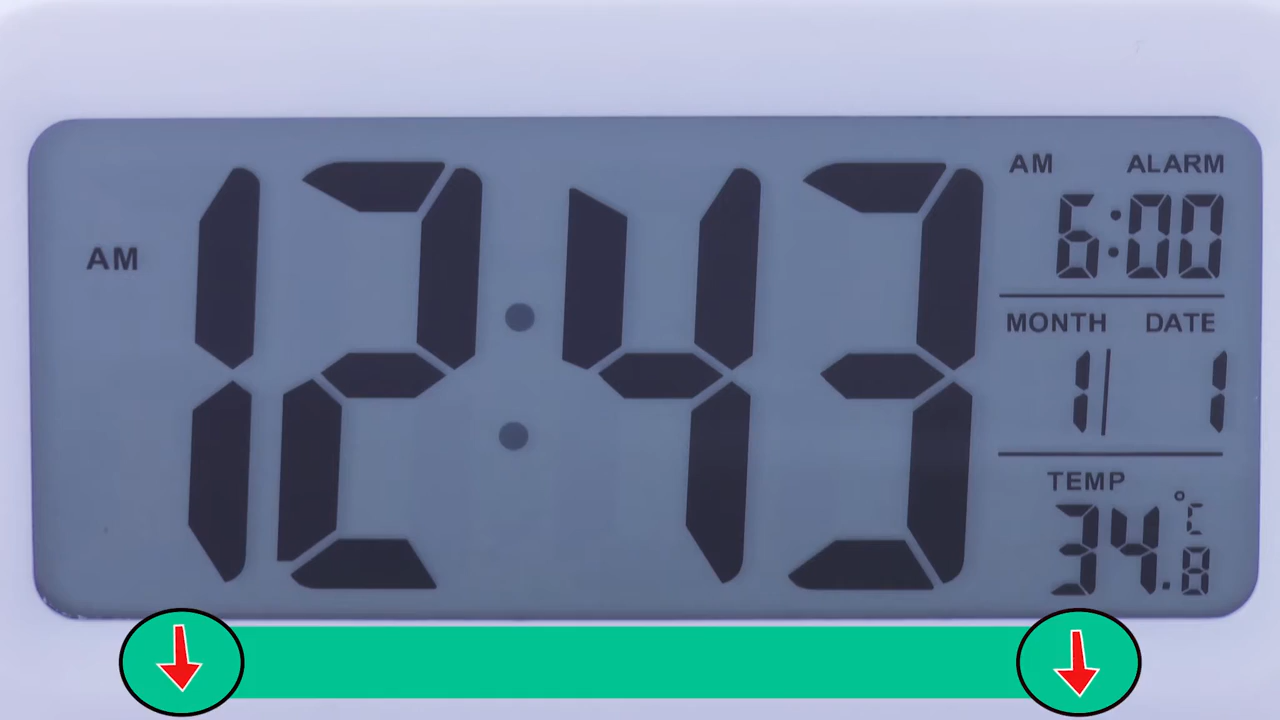 AM 12:43
AM ALARM
6:00
MONTH DATE
1 1
TEMP
34.8 °C